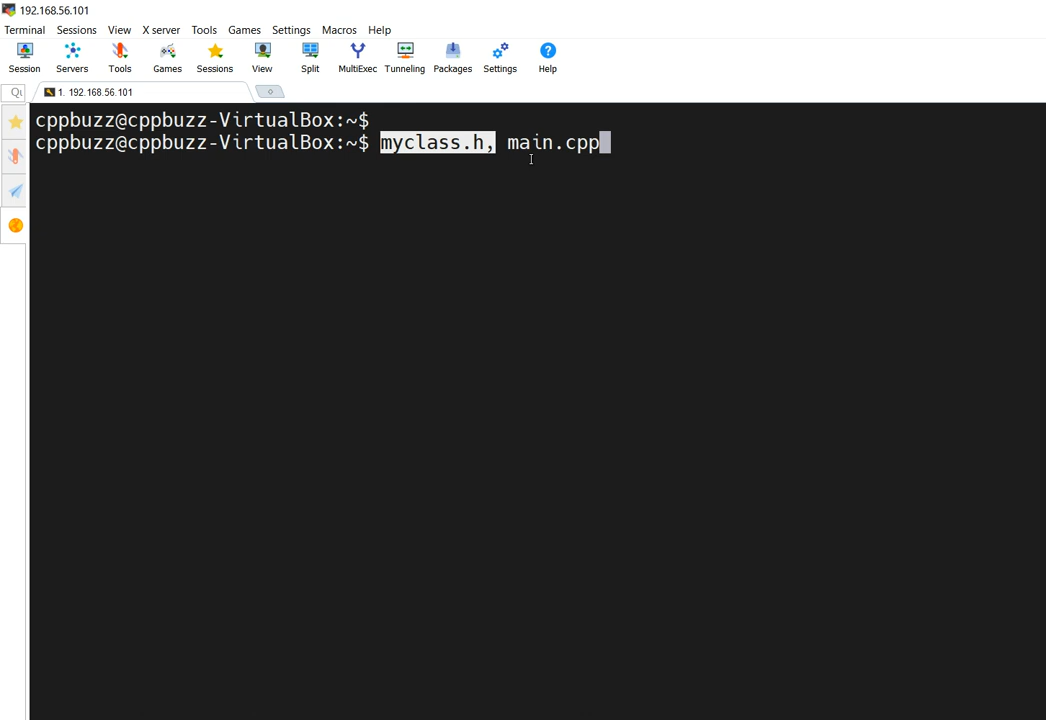 192.168.56.101
Terminal Sessions View X server Tools Games Settings Macros Help
Session Servers Tools Games Sessions View Split MultiExec Tunneling Packages Settings Help
1. 192.168.56.101
cppbuzz@cppbuzz-VirtualBox:~$
cppbuzz@cppbuzz-VirtualBox:~$ myclass.h, main.cpp